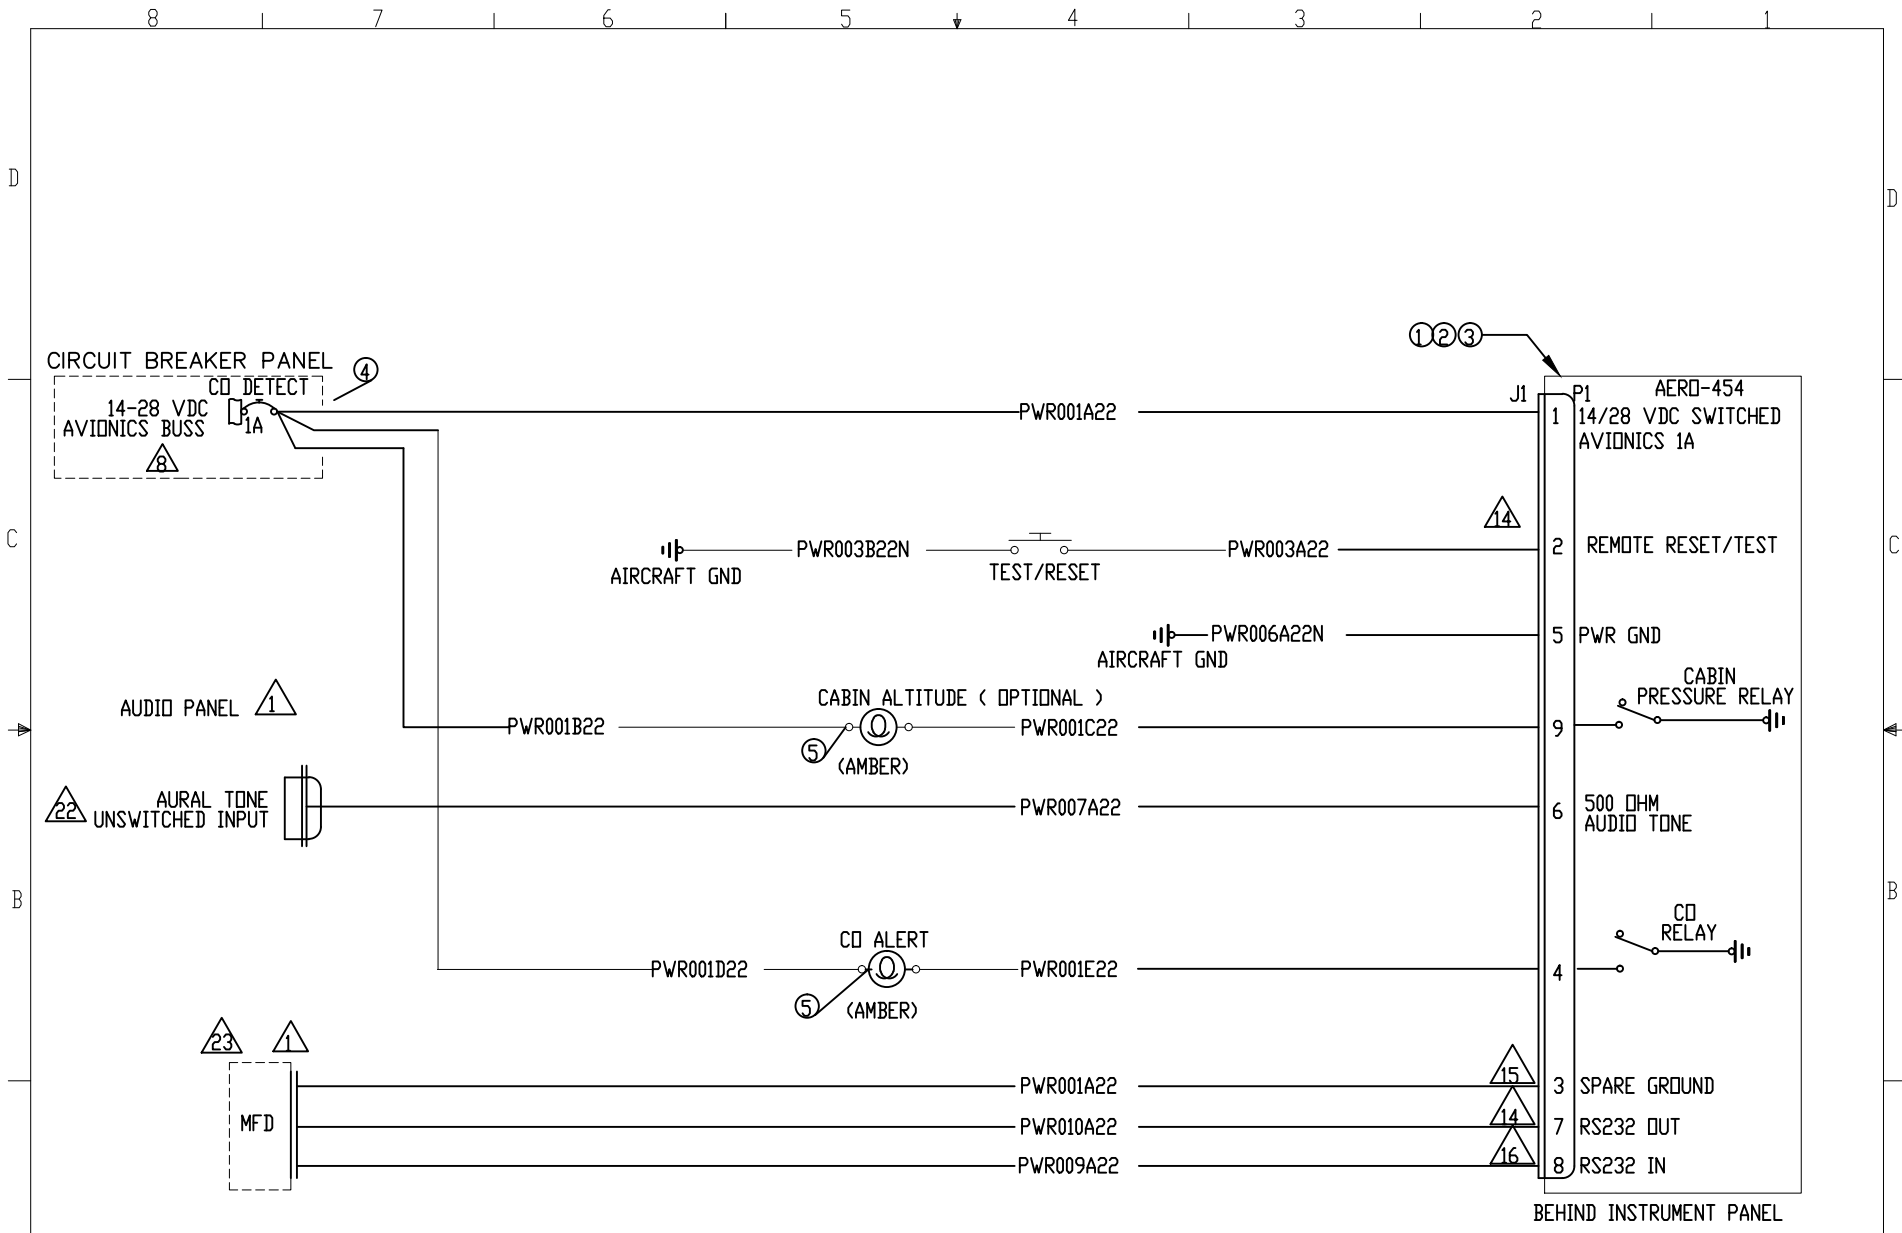 8 7 6 5 4 3 2 1
D
D
1 2 3
CIRCUIT BREAKER PANEL
4
CO DETECT
14-28 VDC
AVIONICS BUSS
1A
8
PWR001A22
J1 P1
AERO-454
1 14/28 VDC SWITCHED
AVIONICS 1A
14
C
C
AIRCRAFT GND
PWR003B22N
TEST/RESET
PWR003A22
2 REMOTE RESET/TEST
AIRCRAFT GND
PWR006A22N
5 PWR GND
CABIN
PRESSURE RELAY
AUDIO PANEL 1
CABIN ALTITUDE ( OPTIONAL )
PWR001B22
5
(AMBER)
PWR001C22
9
22
AURAL TONE
UNSWITCHED INPUT
PWR007A22
6
500 OHM
AUDIO TONE
B
B
CO
RELAY
CO ALERT
PWR001D22
5
(AMBER)
PWR001E22
4
23 1
MFD
PWR001A22
15
3 SPARE GROUND
PWR010A22
14
7 RS232 OUT
PWR009A22
16
8 RS232 IN
BEHIND INSTRUMENT PANEL